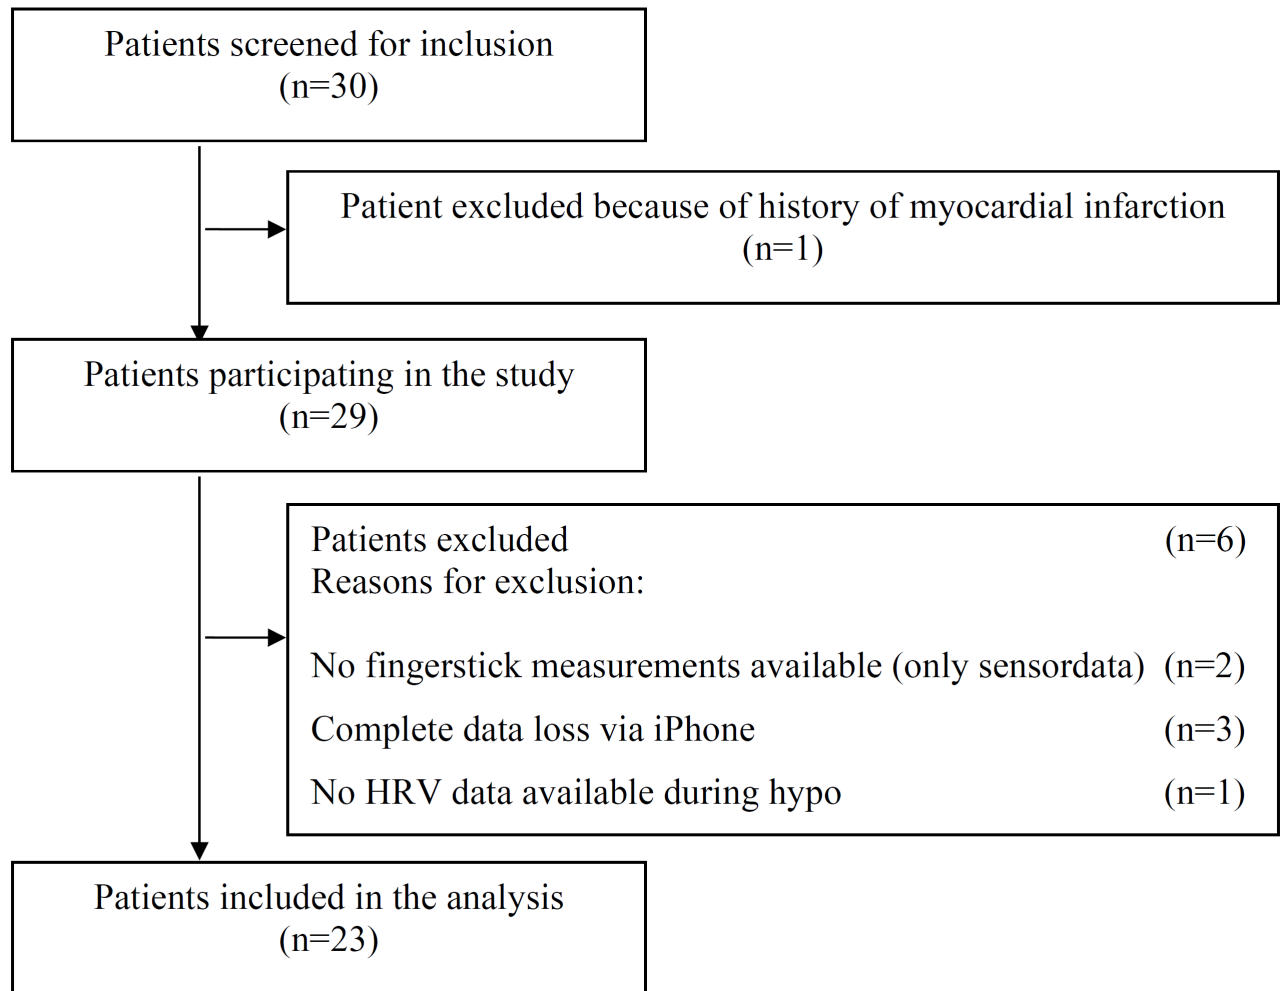 Patients screened for inclusion
(n=30)
Patient excluded because of history of myocardial infarction
(n=1)
Patients participating in the study
(n=29)
Patients excluded (n=6)
Reasons for exclusion:
No fingerstick measurements available (only sensordata) (n=2)
Complete data loss via iPhone (n=3)
No HRV data available during hypo (n=1)
Patients included in the analysis
(n=23)